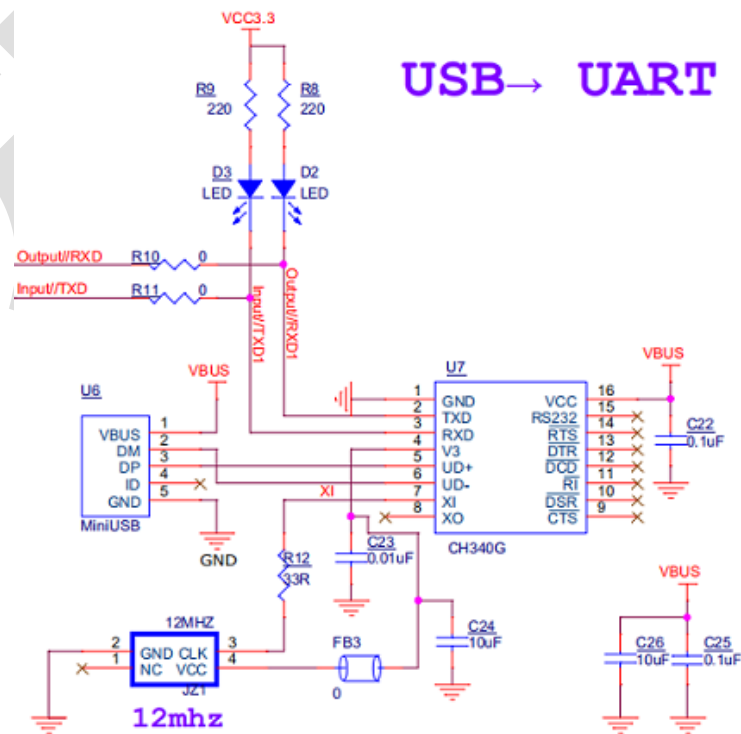 VCC3.3
USB→ UART
R9
220
R8
220
D3
LED
D2
LED
Output//RXD
R10
0
Input//TXD
R11
0
Input//TXD1
Output//RXD1
VBUS
U6
VBUS
1
DM
2
DP
3
ID
4
GND
5
MiniUSB
GND
U7
1
GND
2
TXD
3
RXD
4
V3
5
UD+
6
UD-
7
XI
8
XO
16
VCC
15
RS232
14
RTS
13
DTR
12
DCD
11
RI
10
DSR
9
CTS
CH340G
VBUS
C22
0.1uF
XI
R12
33R
C23
0.01uF
12MHZ
2
GND
CLK
3
1
NC
VCC
4
JZ1
12mhz
FB3
0
C24
10uF
VBUS
C26
10uF
C25
0.1uF